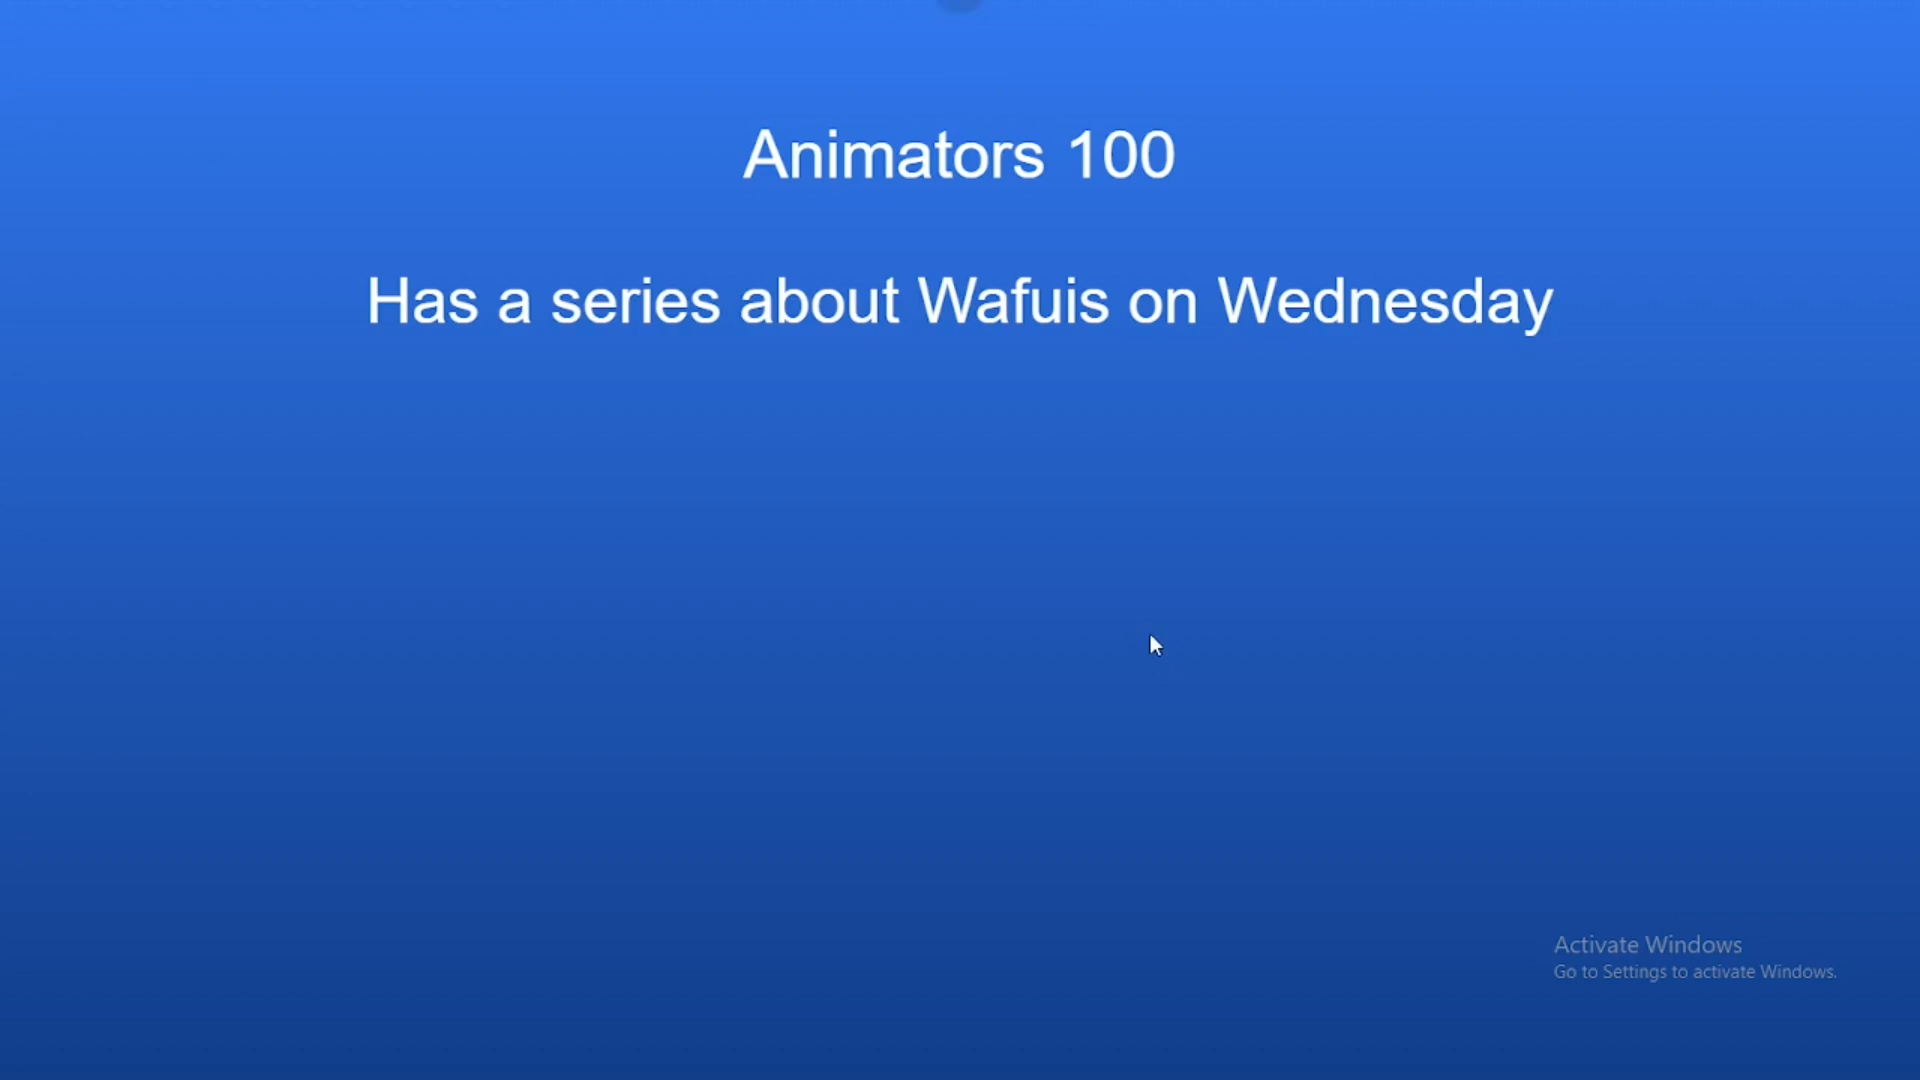 Animators 100
Has a series about Wafuis on Wednesday
Activate Windows
Go to Settings to activate Windows.